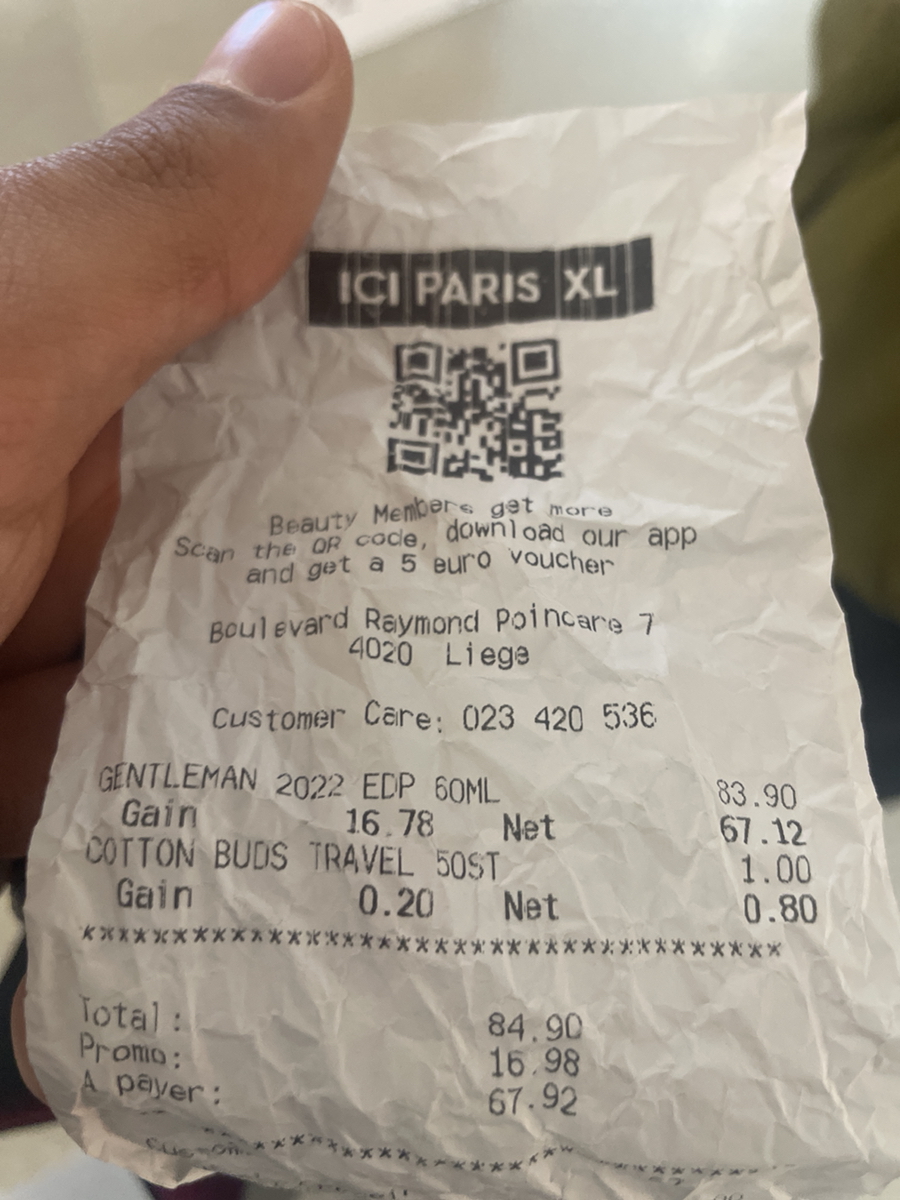 ICI PARIS XL
Beauty Members get more
Scan the QR code, download our app
and get a 5 euro voucher
Boulevard Raymond Poincare 7
4020 Liege
Customer Care: 023 420 536
GENTLEMAN 2022 EDP 60ML 83.90
Gain 16.78 Net 67.12
COTTON BUDS TRAVEL 50ST 1.00
Gain 0.20 Net 0.80
****************************************
Total: 84.90
Promo: 16.98
A payer: 67.92